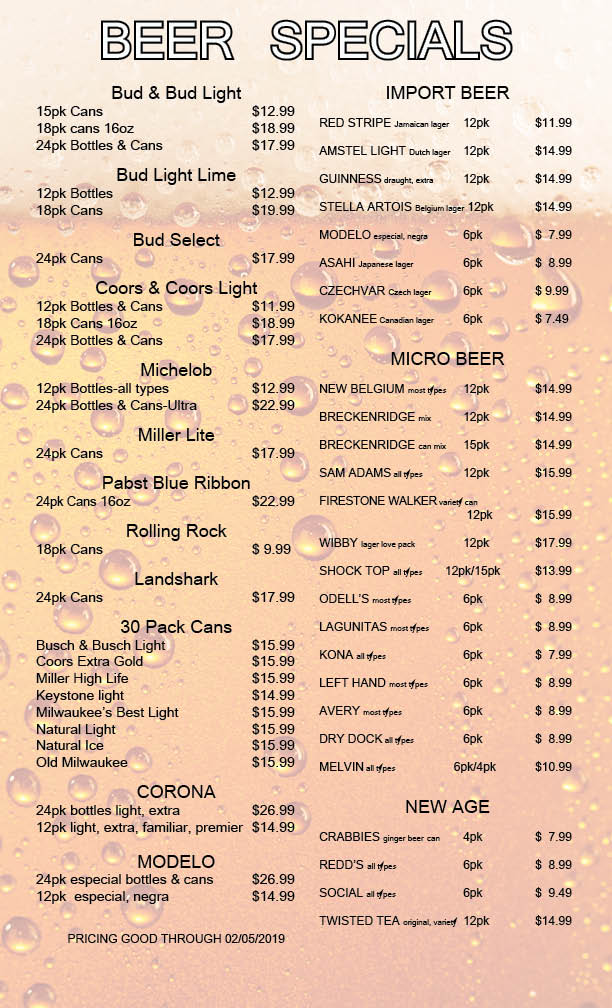 BEER SPECIALS
Bud & Bud Light
15pk Cans $12.99
18pk cans 16oz $18.99
24pk Bottles & Cans $17.99
Bud Light Lime
12pk Bottles $12.99
18pk Cans $19.99
Bud Select
24pk Cans $17.99
Coors & Coors Light
12pk Bottles & Cans $11.99
18pk Cans 16oz $18.99
24pk Bottles & Cans $17.99
Michelob
12pk Bottles-all types $12.99
24pk Bottles & Cans-Ultra $22.99
Miller Lite
24pk Cans $17.99
Pabst Blue Ribbon
24pk Cans 16oz $22.99
Rolling Rock
18pk Cans $ 9.99
Landshark
24pk Cans $17.99
30 Pack Cans
Busch & Busch Light $15.99
Coors Extra Gold $15.99
Miller High Life $15.99
Keystone light $14.99
Milwaukee's Best Light $15.99
Natural Light $15.99
Natural Ice $15.99
Old Milwaukee $15.99
CORONA
24pk bottles light, extra $26.99
12pk light, extra, familiar, premier $14.99
MODELO
24pk especial bottles & cans $26.99
12pk especial, negra $14.99
PRICING GOOD THROUGH 02/05/2019
IMPORT BEER
RED STRIPE Jamaican lager 12pk $11.99
AMSTEL LIGHT Dutch lager 12pk $14.99
GUINNESS draught, extra 12pk $14.99
STELLA ARTOIS Belgium lager 12pk $14.99
MODELO especial, negra 6pk $ 7.99
ASAHI Japanese lager 6pk $ 8.99
CZECHVAR Czech lager 6pk $ 9.99
KOKANEE Canadian lager 6pk $ 7.49
MICRO BEER
NEW BELGIUM most types 12pk $14.99
BRECKENRIDGE mix 12pk $14.99
BRECKENRIDGE can mix 15pk $14.99
SAM ADAMS all types 12pk $15.99
FIRESTONE WALKER variety can
12pk $15.99
WIBBY lager love pack 12pk $17.99
SHOCK TOP all types 12pk/15pk $13.99
ODELL'S most types 6pk $ 8.99
LAGUNITAS most types 6pk $ 8.99
KONA all types 6pk $ 7.99
LEFT HAND most types 6pk $ 8.99
AVERY most types 6pk $ 8.99
DRY DOCK all types 6pk $ 8.99
MELVIN all types 6pk/4pk $10.99
NEW AGE
CRABBIES ginger beer can 4pk $ 7.99
REDD'S all types 6pk $ 8.99
SOCIAL all types 6pk $ 9.49
TWISTED TEA original, variety 12pk $14.99